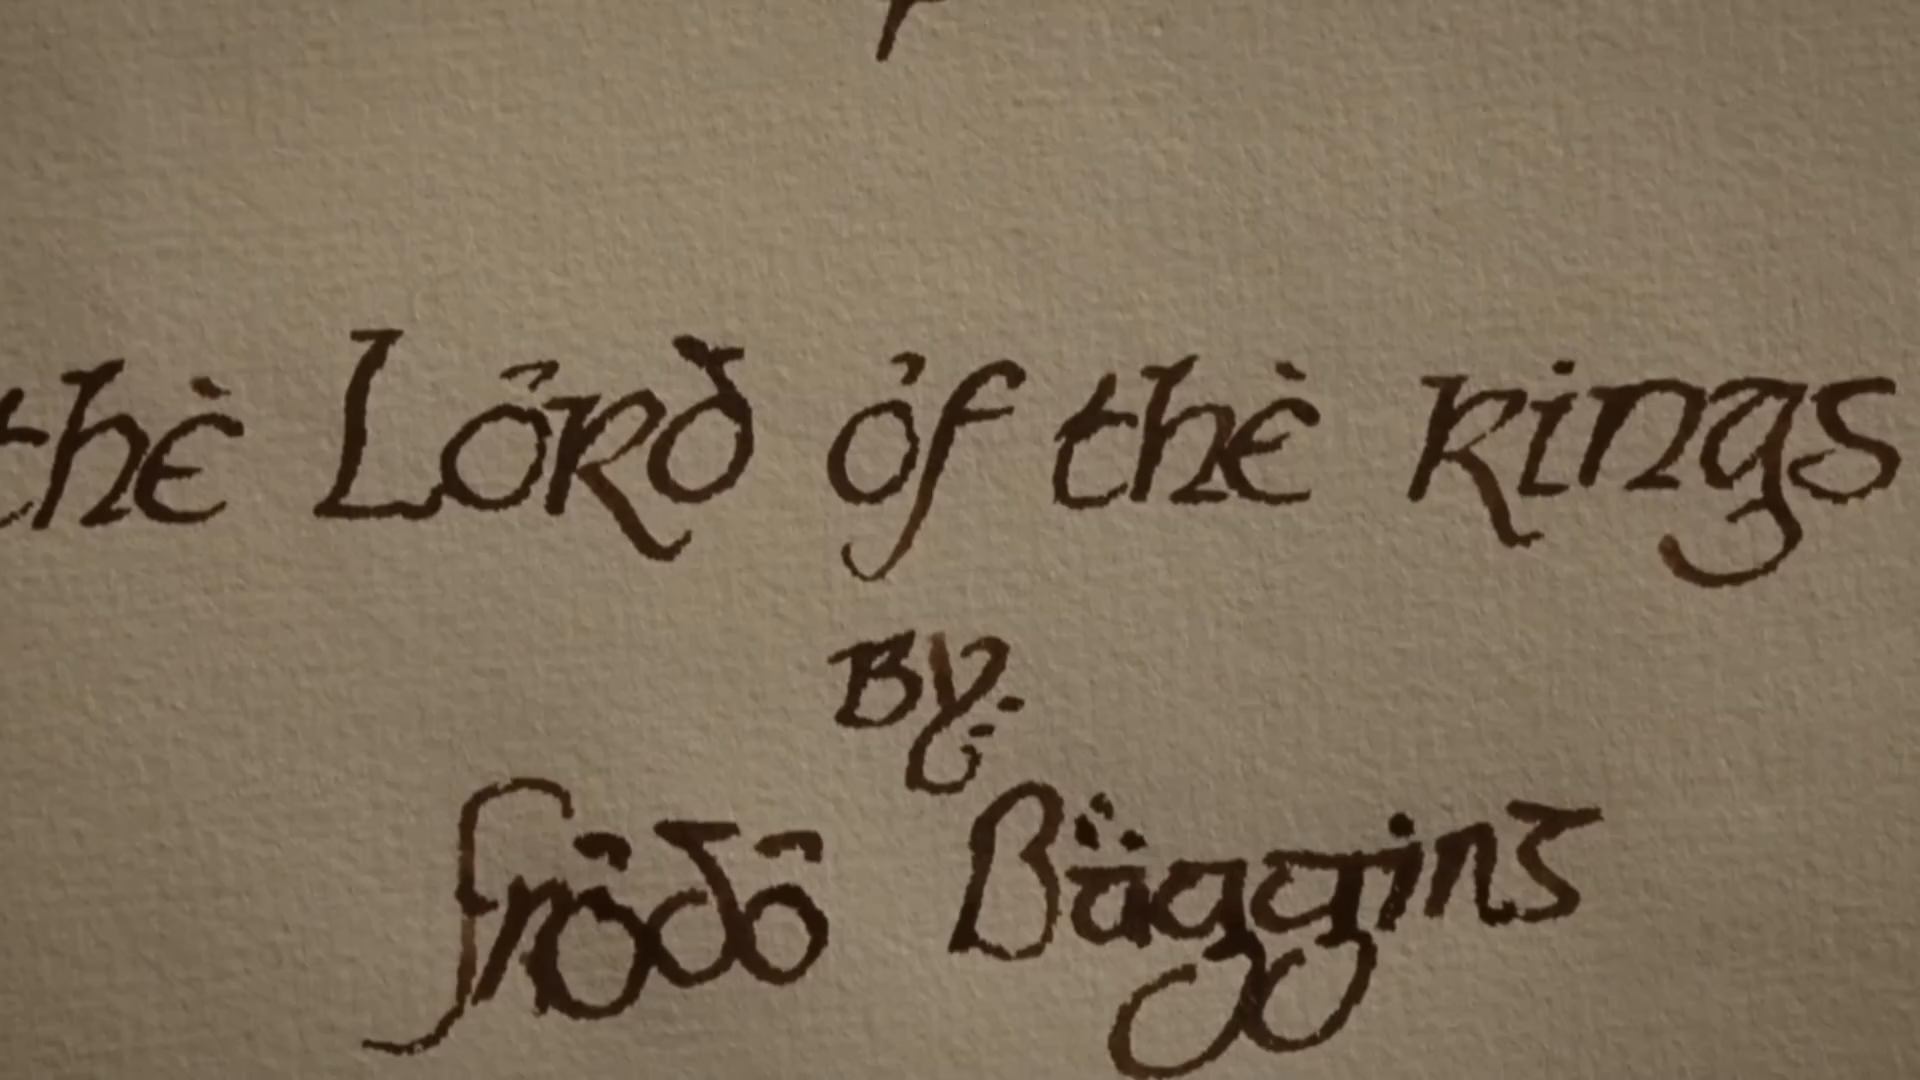 the Lord of the Rings
By
Frodo Baggins